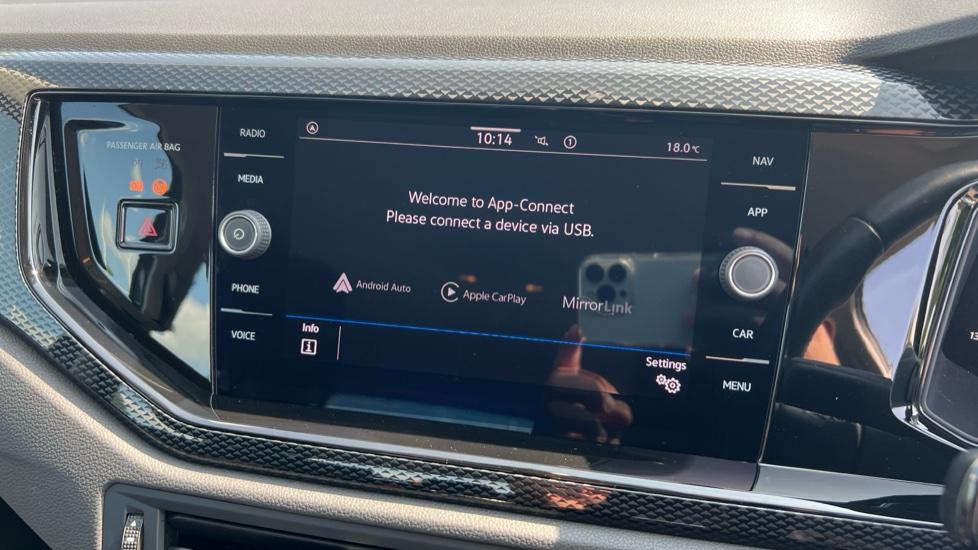 PASSENGER AIR BAG
RADIO
MEDIA
PHONE
VOICE
10:14
1
18.0°C
Welcome to App-Connect
Please connect a device via USB.
Android Auto
Apple CarPlay
MirrorLink
Info
i
Settings
NAV
APP
CAR
MENU